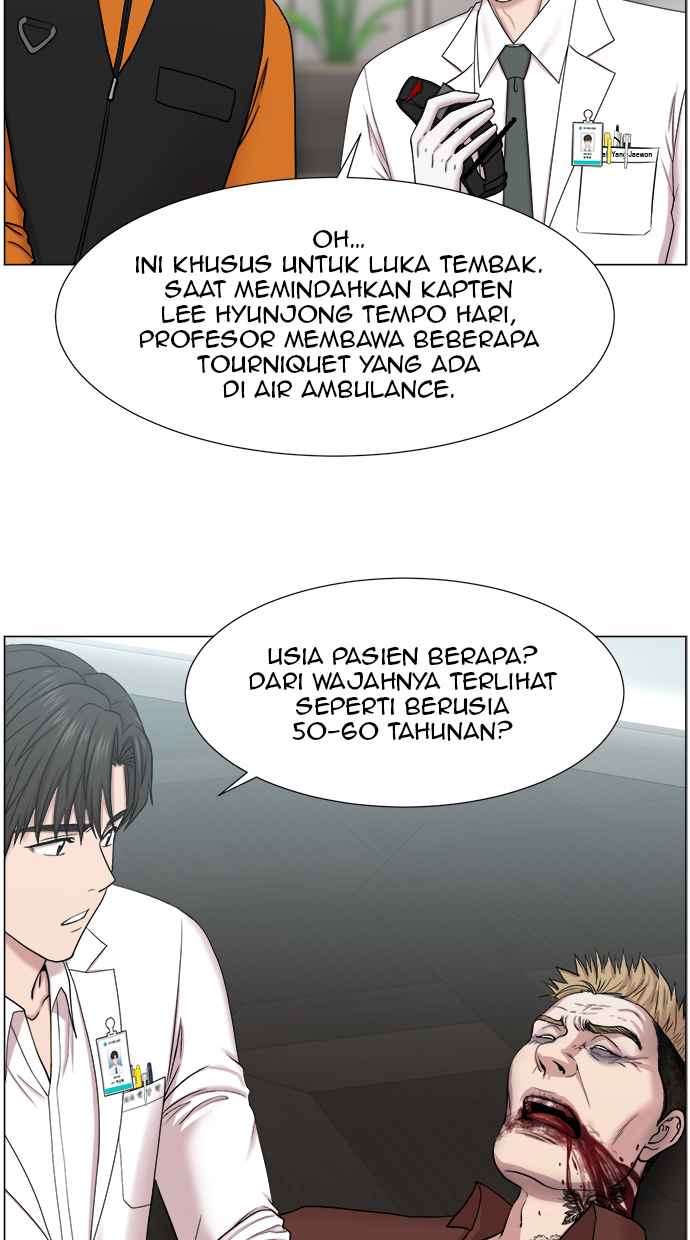 Yang Jaewon
OH...
INI KHUSUS UNTUK LUKA TEMBAK.
SAAT MEMINDAHKAN KAPTEN
LEE HYUNJONG TEMPO HARI,
PROFESOR MEMBAWA BEBERAPA
TOURNIQUET YANG ADA
DI AIR AMBULANCE.
USIA PASIEN BERAPA?
DARI WAJAHNYA TERLIHAT
SEPERTI BERUSIA
50-60 TAHUNAN?